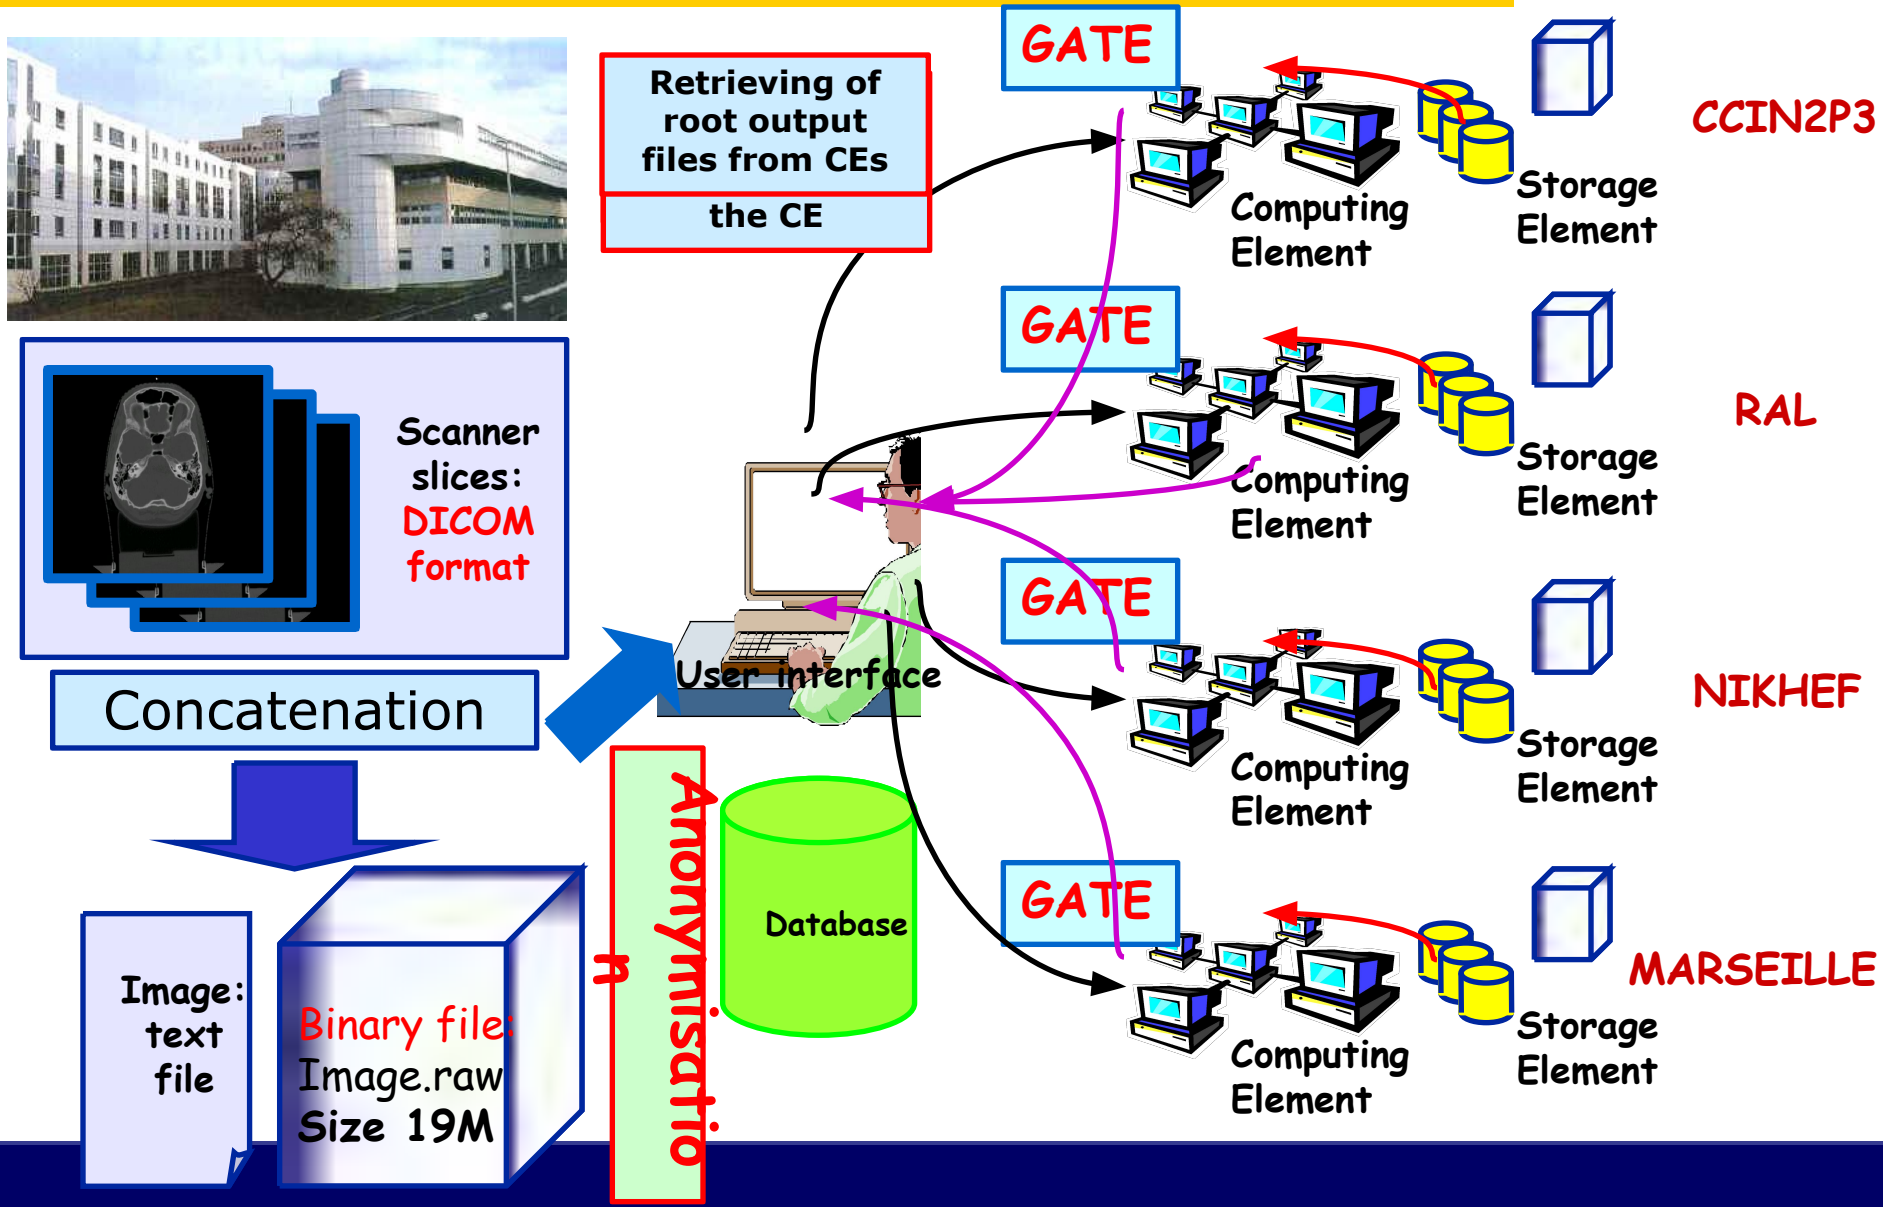 GATE
Retrieving of
root output
files from CEs
the CE
Computing
Element
Storage
Element
CCIN2P3
GATE
Computing
Element
Storage
Element
RAL
Scanner
slices:
DICOM
format
User interface
GATE
Computing
Element
Storage
Element
NIKHEF
Concatenation
Anonymisatio
n
Database
GATE
Computing
Element
Storage
Element
MARSEILLE
Image:
text
file
Binary file:
Image.raw
Size 19M